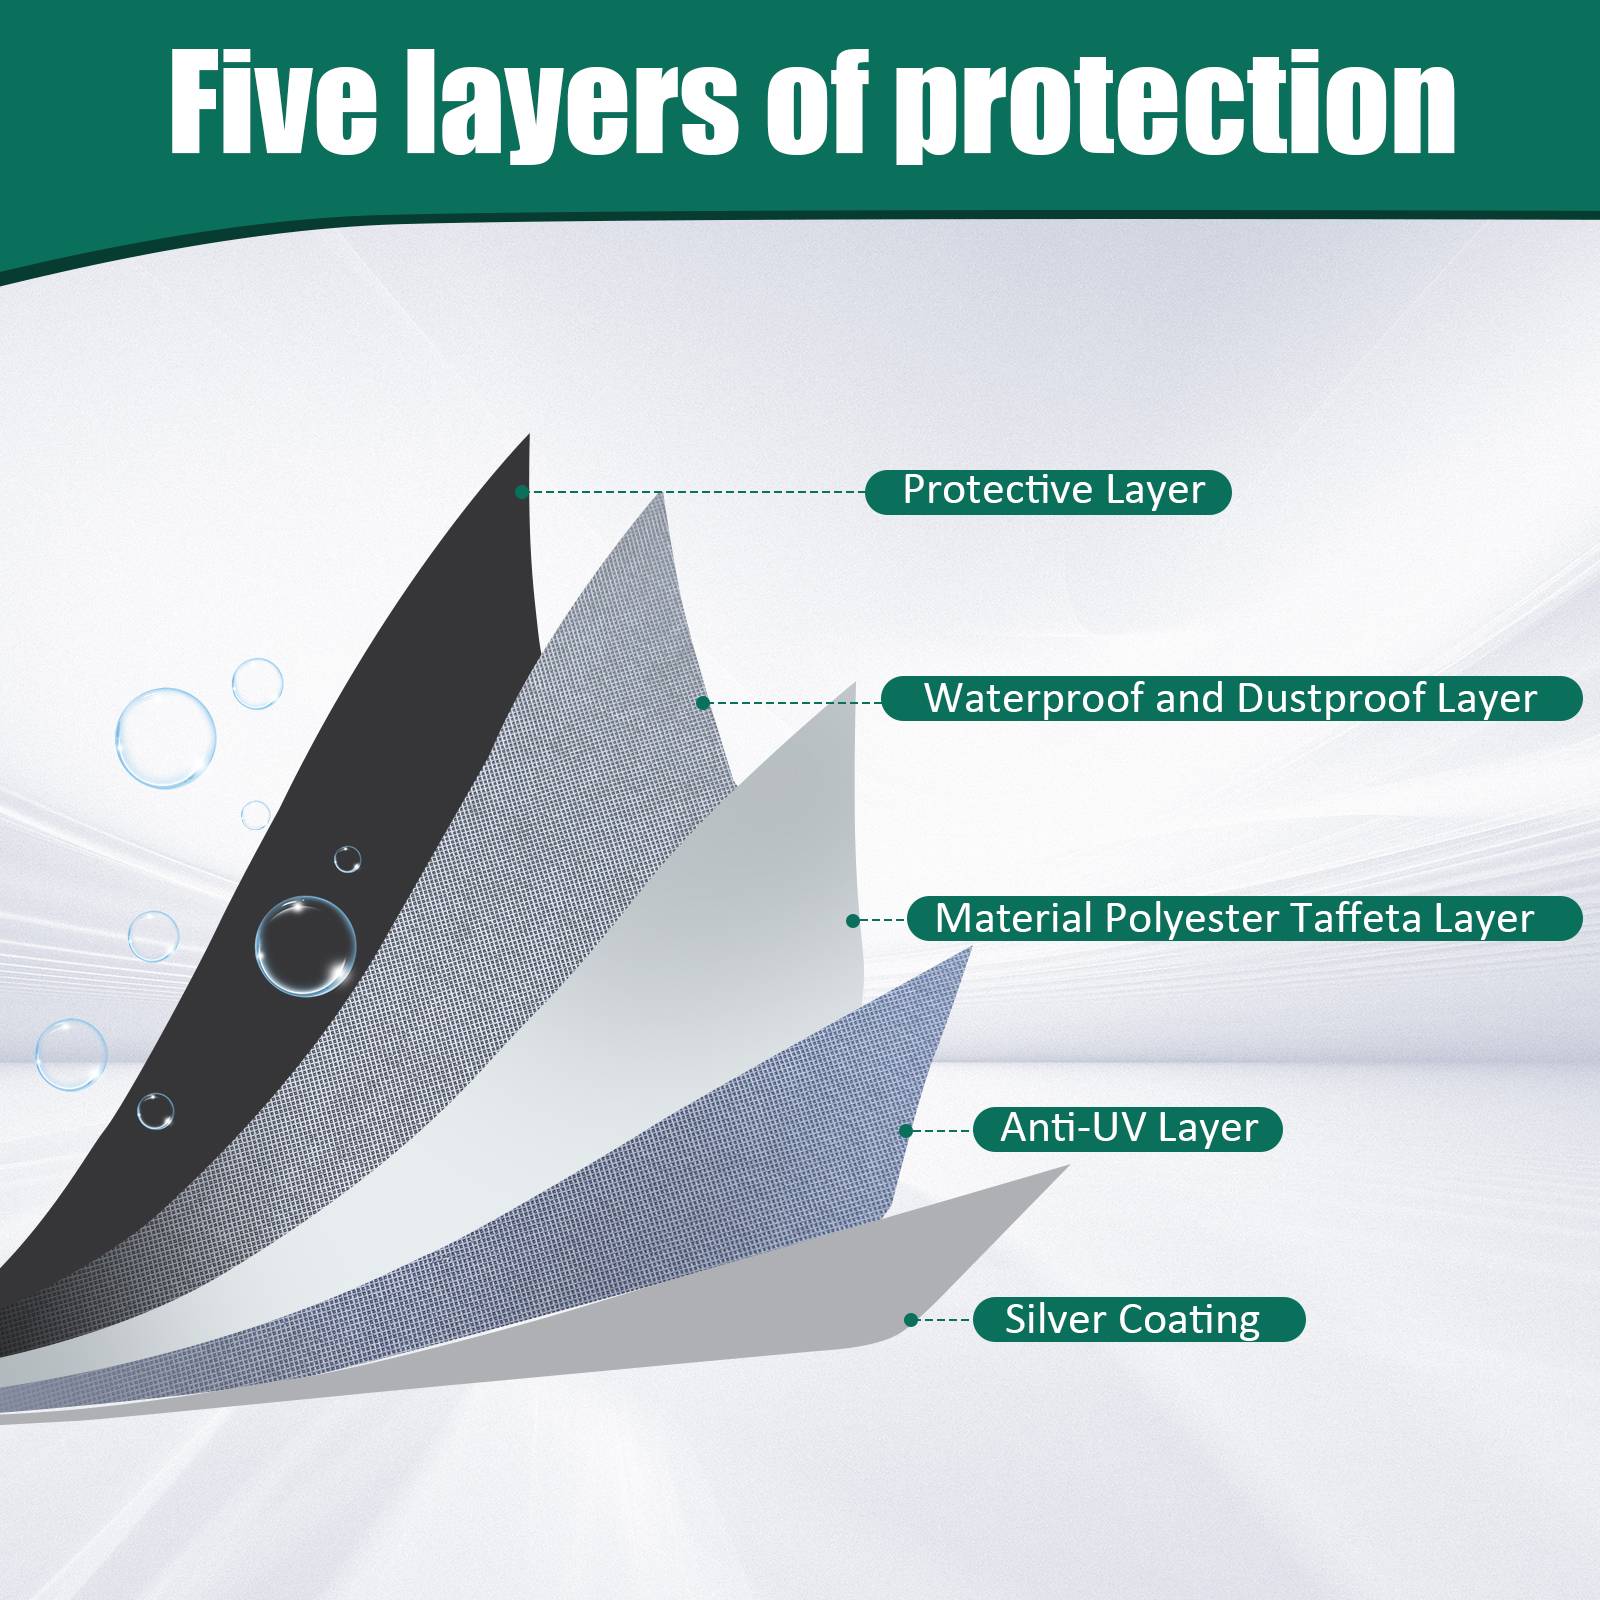 Five layers of protection
Protective Layer
Waterproof and Dustproof Layer
Material Polyester Taffeta Layer
Anti-UV Layer
Silver Coating